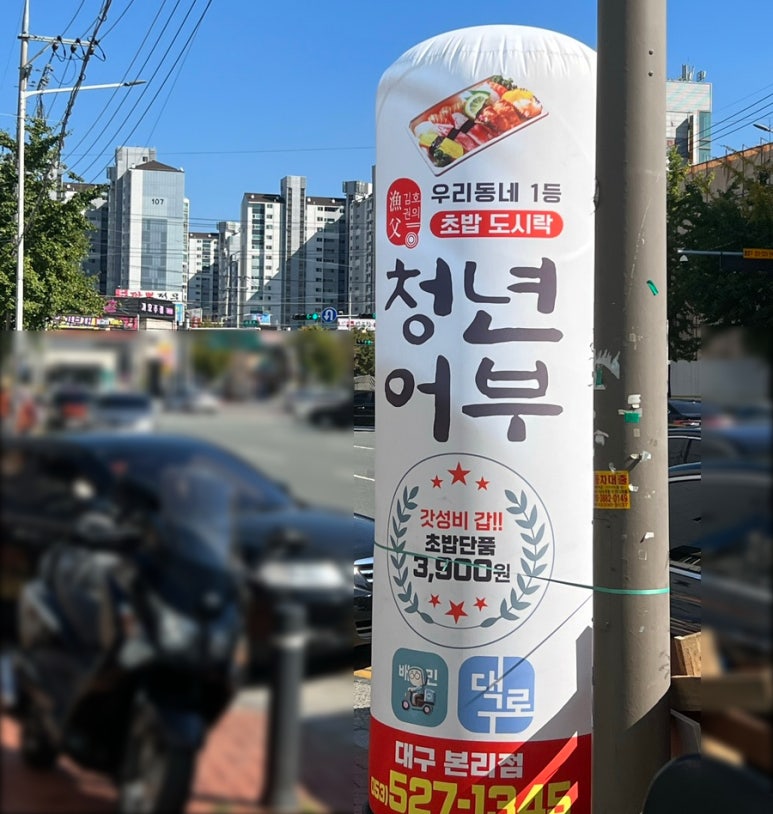 107
漁父
김호
권의
우리동네 1등
초밥 도시락
청년
어부
갓성비 갑!!
초밥단품
3,900원
배민
대구로
대구 본리점
053)527-1345